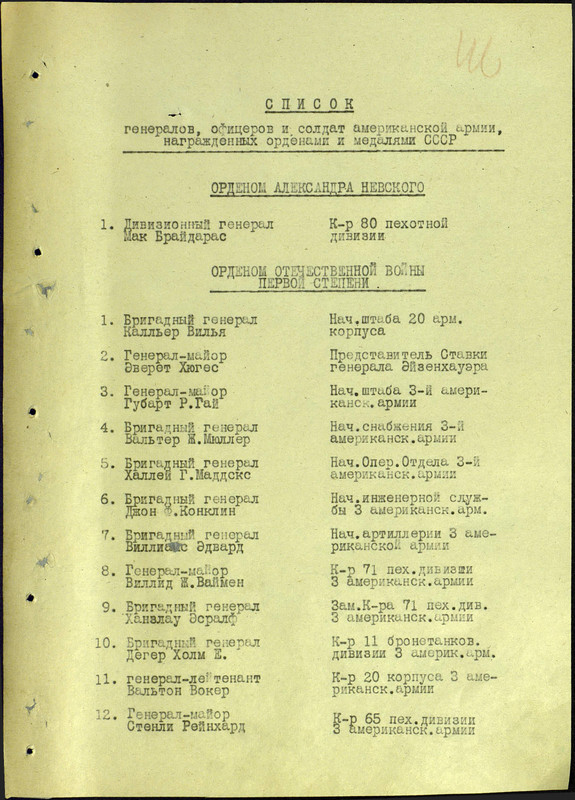 116
СПИСОК
генералов, офицеров и солдат американской армии,
награжденных орденами и медалями СССР
ОРДЕНОМ АЛЕКСАНДРА НЕВСКОГО
1. Дивизионный генерал К-р 80 пехотной
Мак Брайдарас дивизии
ОРДЕНОМ ОТЕЧЕСТВЕННОЙ ВОЙНЫ
ПЕРВОЙ СТЕПЕНИ.
1. Бригадный генерал Нач.штаба 20 арм.
Калльер Вилья корпуса
2. Генерал-майор Представитель Ставки
Эверет Хюгес генерала Эйзенхауэра
3. Генерал-майор Нач.штаба 3-й амери-
Губарт Р.Гай канск.армии
4. Бригадный генерал Нач.снабжения 3-й
Вальтер Ж.Мюллер американск.армии
5. Бригадный генерал Нач.Опер.Отдела 3-й
Халлей Г.Маддскс американск.армии
6. Бригадный генерал Нач.инженерной служ-
Джон Ф.Конклин бы 3 американск.арм.
7. Бригадный генерал Нач.артиллерии 3 аме-
Виллиамс Эдвард риканской армии
8. Генерал-майор К-р 71 пех.дивизии
Виллид Ж.Ваймен 3 американск.армии
9. Бригадный генерал Зам.К-ра 71 пех.див.
Ханзлау Эсралф 3 американск.армии
10. Бригадный генерал К-р 11 бронетанков.
Дегер Холм Е. дивизии 3 америк.арм.
11. генерал-лейтенант К-р 20 корпуса 3 аме-
Вальтон Вокер риканск.армии
12. Генерал-майор К-р 65 пех.дивизии
Стенли Рейнхард 3 американск.армии